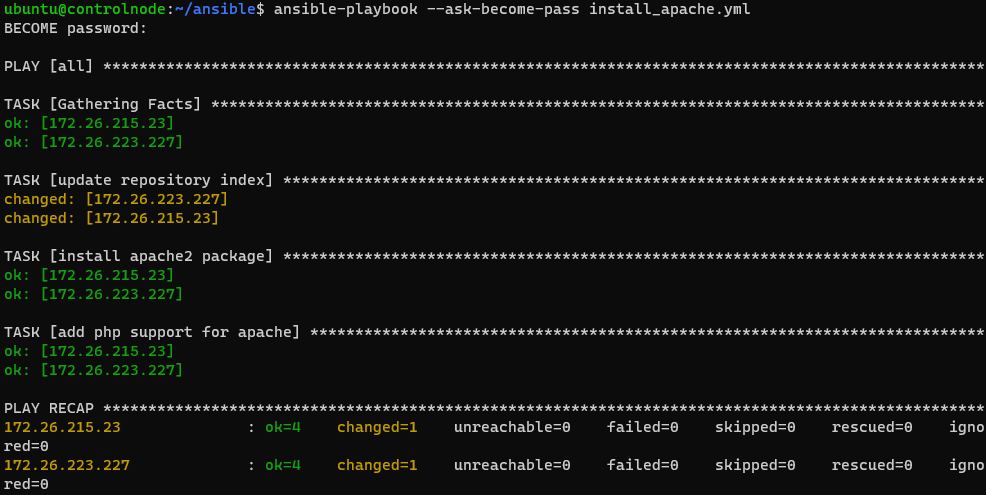 ubuntu@controlnode:~/ansible$ ansible-playbook --ask-become-pass install_apache.yml
BECOME password:
PLAY [all] **************************************************************************************************
TASK [Gathering Facts] **************************************************************************************
ok: [172.26.215.23]
ok: [172.26.223.227]
TASK [update repository index] ******************************************************************************
changed: [172.26.223.227]
changed: [172.26.215.23]
TASK [install apache2 package] ******************************************************************************
ok: [172.26.215.23]
ok: [172.26.223.227]
TASK [add php support for apache] ***************************************************************************
ok: [172.26.215.23]
ok: [172.26.223.227]
PLAY RECAP **************************************************************************************************
172.26.215.23              : ok=4    changed=1    unreachable=0    failed=0    skipped=0    rescued=0    igno
red=0
172.26.223.227             : ok=4    changed=1    unreachable=0    failed=0    skipped=0    rescued=0    igno
red=0